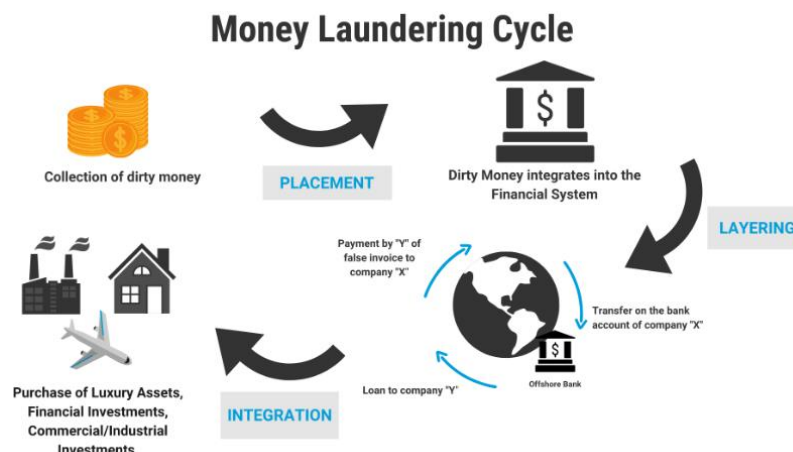 Money Laundering Cycle
$
$
$
$
Collection of dirty money
PLACEMENT
Dirty Money integrates into the
Financial System
LAYERING
Payment by "Y" of
false invoice to
company "X"
Transfer on the bank
account of company "X"
$
Offshore Bank
Loan to company "Y"
INTEGRATION
Purchase of Luxury Assets,
Financial Investments,
Commercial/Industrial
Investments